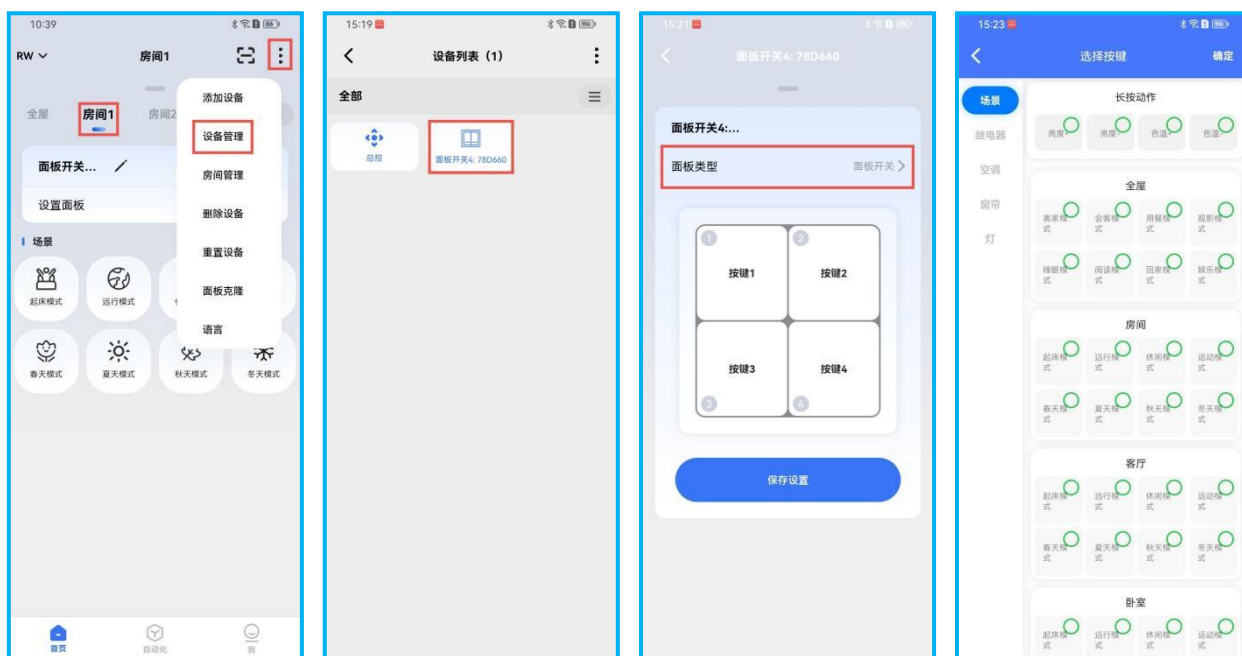 10:39
RW
房间1
添加设备
全屋
房间1
房间2
设备管理
面板开关...
房间管理
设置面板
删除设备
场景
重置设备
起床模式
远行模式
面板克隆
语言
春天模式
夏天模式
秋天模式
冬天模式
首页
自动化
我
15:19
设备列表（1）
全部
总控
面板开关4: 78D660
15:21
面板开关4: 78D660
面板开关4:...
面板类型
面板开关
1
2
按键1
按键2
按键3
按键4
3
4
保存设置
15:23
选择按键
确定
场景
继电器
空调
窗帘
灯
长按动作
亮度+
亮度-
色温+
色温-
全屋
离家模式
会客模式
用餐模式
观影模式
睡眠模式
阅读模式
回家模式
娱乐模式
房间
起床模式
远行模式
休闲模式
运动模式
春天模式
夏天模式
秋天模式
冬天模式
客厅
起床模式
远行模式
休闲模式
运动模式
春天模式
夏天模式
秋天模式
冬天模式
卧室
起床模式
远行模式
休闲模式
运动模式